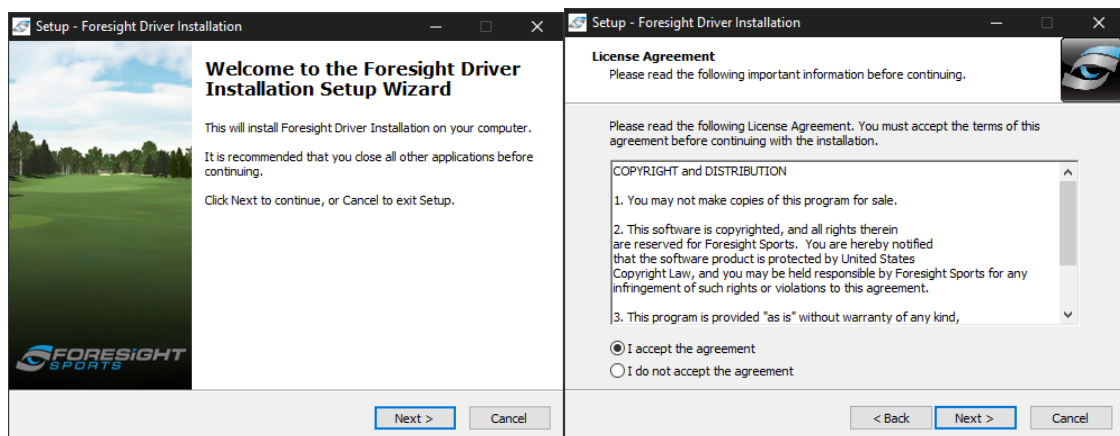 Setup - Foresight Driver Installation
Welcome to the Foresight Driver
Installation Setup Wizard
This will install Foresight Driver Installation on your computer.
It is recommended that you close all other applications before
continuing.
Click Next to continue, or Cancel to exit Setup.
FORESiGHT
SPORTS
Next >
Cancel
Setup - Foresight Driver Installation
License Agreement
Please read the following important information before continuing.
Please read the following License Agreement. You must accept the terms of this
agreement before continuing with the installation.
COPYRIGHT and DISTRIBUTION
1. You may not make copies of this program for sale.
2. This software is copyrighted, and all rights therein
are reserved for Foresight Sports.  You are hereby notified
that the software product is protected by United States
Copyright Law, and you may be held responsible by Foresight Sports for any
infringement of such rights or violations to this agreement.
3. This program is provided "as is" without warranty of any kind,
I accept the agreement
I do not accept the agreement
< Back
Next >
Cancel